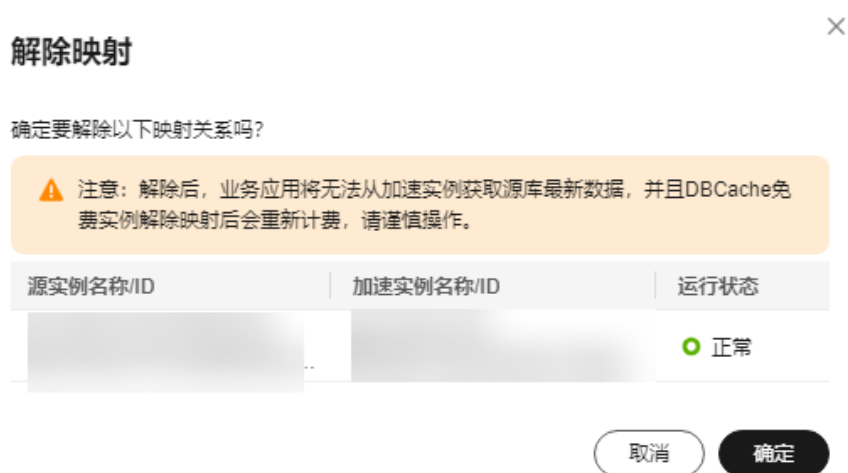 解除映射
确定要解除以下映射关系吗?
注意：解除后，业务应用将无法从加速实例获取源库最新数据，并且DBCache免
费实例解除映射后会重新计费，请谨慎操作。
源实例名称/ID 加速实例名称/ID 运行状态
.. 正常
取消 确定